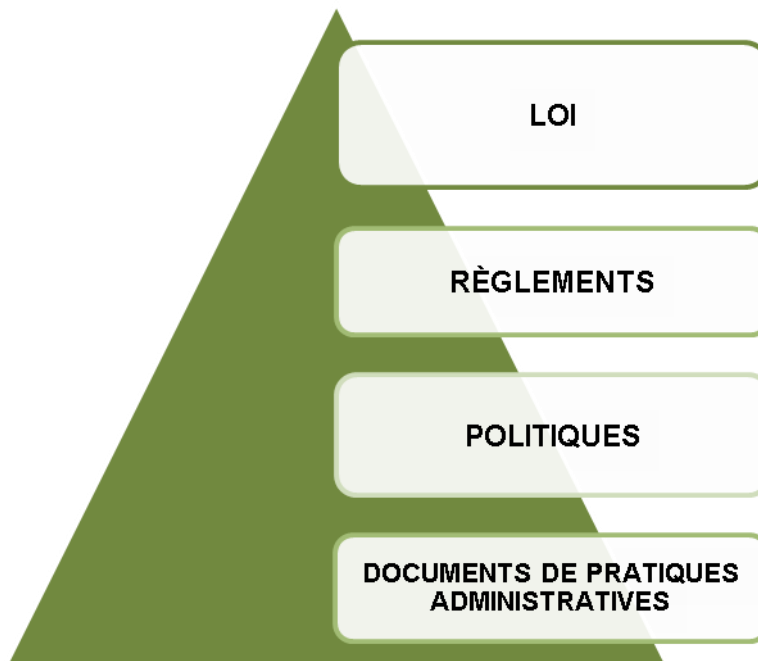 LOI
RÈGLEMENTS
POLITIQUES
DOCUMENTS DE PRATIQUES
ADMINISTRATIVES